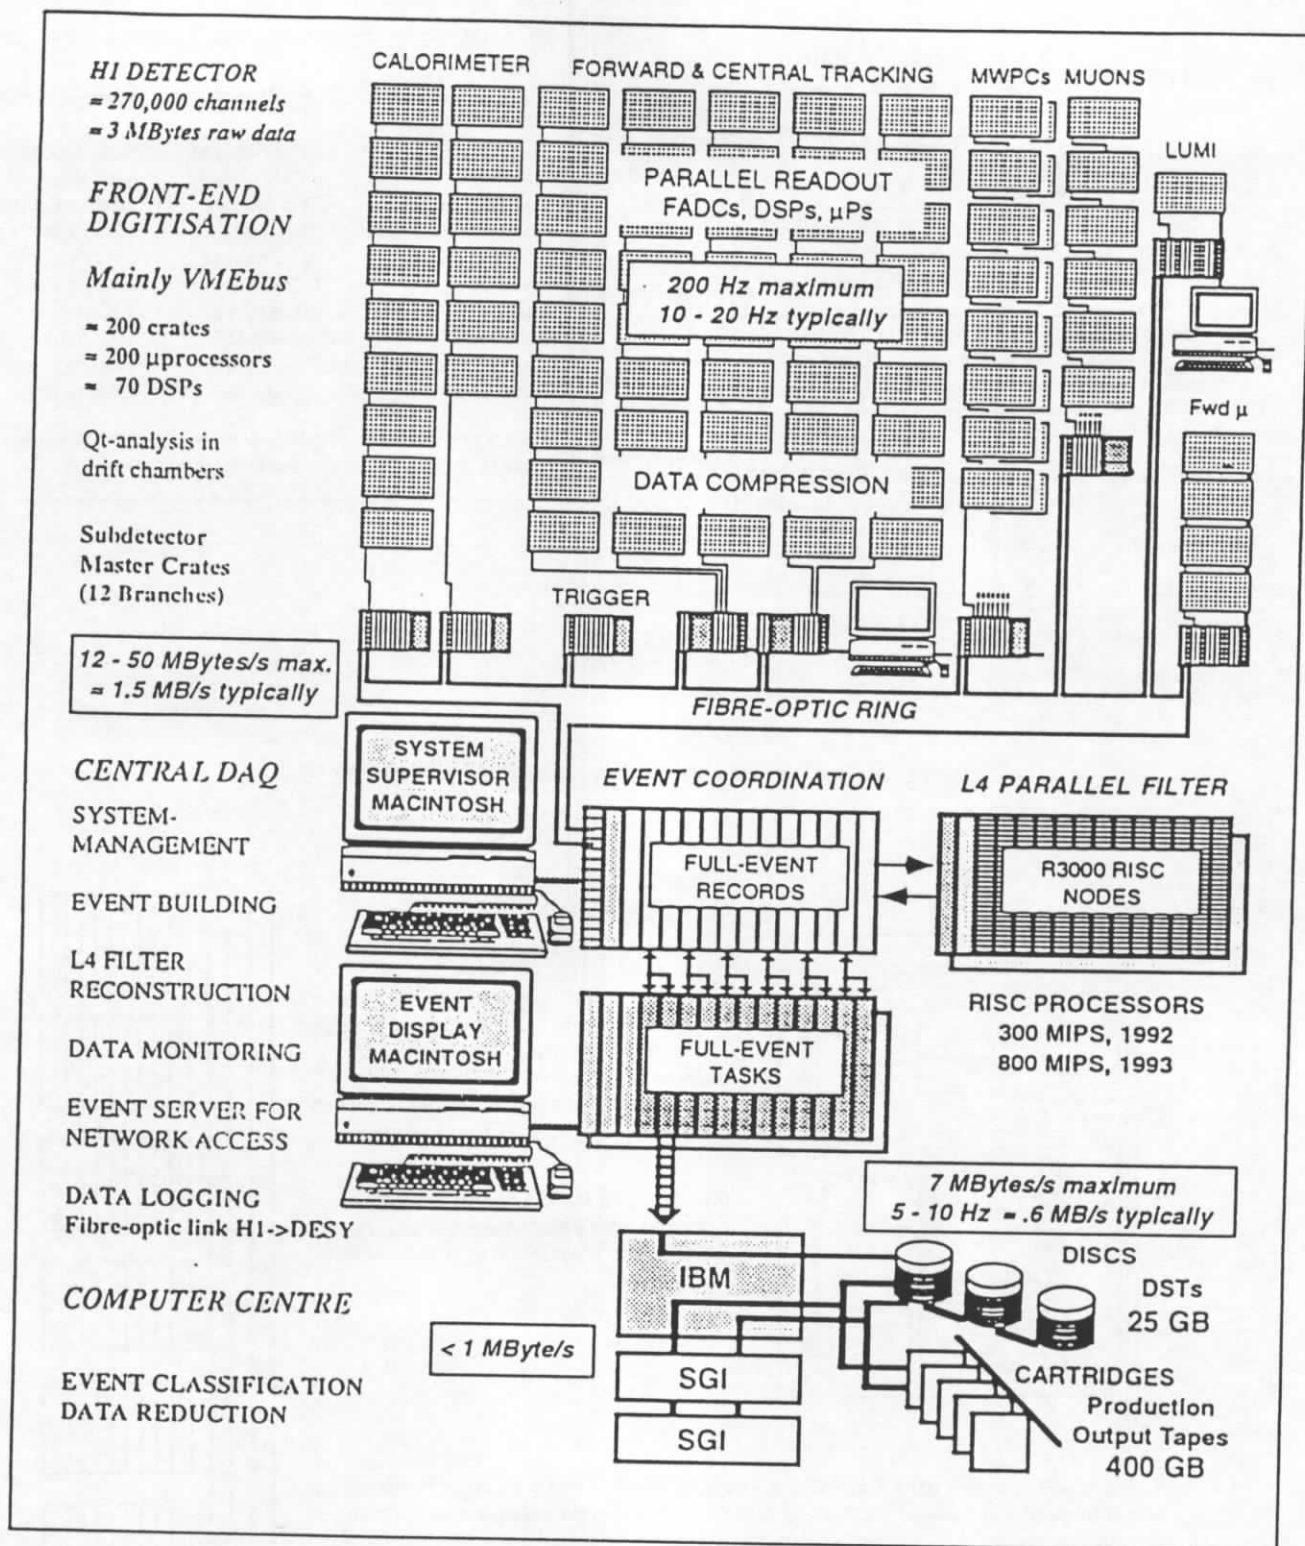 H1 DETECTOR
≈ 270,000 channels
≈ 3 MBytes raw data
CALORIMETER
FORWARD & CENTRAL TRACKING
MWPCs
MUONS
LUMI
FRONT-END
DIGITISATION
PARALLEL READOUT
FADCs, DSPs, µPs
Mainly VMEbus
200 Hz maximum
10 - 20 Hz typically
≈ 200 crates
≈ 200 µprocessors
≈ 70 DSPs
Fwd µ
Qt-analysis in
drift chambers
DATA COMPRESSION
Subdetector
Master Crates
(12 Branches)
TRIGGER
12 - 50 MBytes/s max.
≈ 1.5 MB/s typically
FIBRE-OPTIC RING
CENTRAL DAQ
SYSTEM
SUPERVISOR
MACINTOSH
EVENT COORDINATION
L4 PARALLEL FILTER
SYSTEM-
MANAGEMENT
FULL-EVENT
RECORDS
R3000 RISC
NODES
EVENT BUILDING
L4 FILTER
RECONSTRUCTION
EVENT
DISPLAY
MACINTOSH
FULL-EVENT
TASKS
RISC PROCESSORS
300 MIPS, 1992
800 MIPS, 1993
DATA MONITORING
EVENT SERVER FOR
NETWORK ACCESS
DATA LOGGING
Fibre-optic link H1->DESY
7 MBytes/s maximum
5 - 10 Hz ≈ .6 MB/s typically
IBM
DISCS
DSTs
25 GB
COMPUTER CENTRE
< 1 MByte/s
SGI
CARTRIDGES
Production
Output Tapes
400 GB
EVENT CLASSIFICATION
DATA REDUCTION
SGI